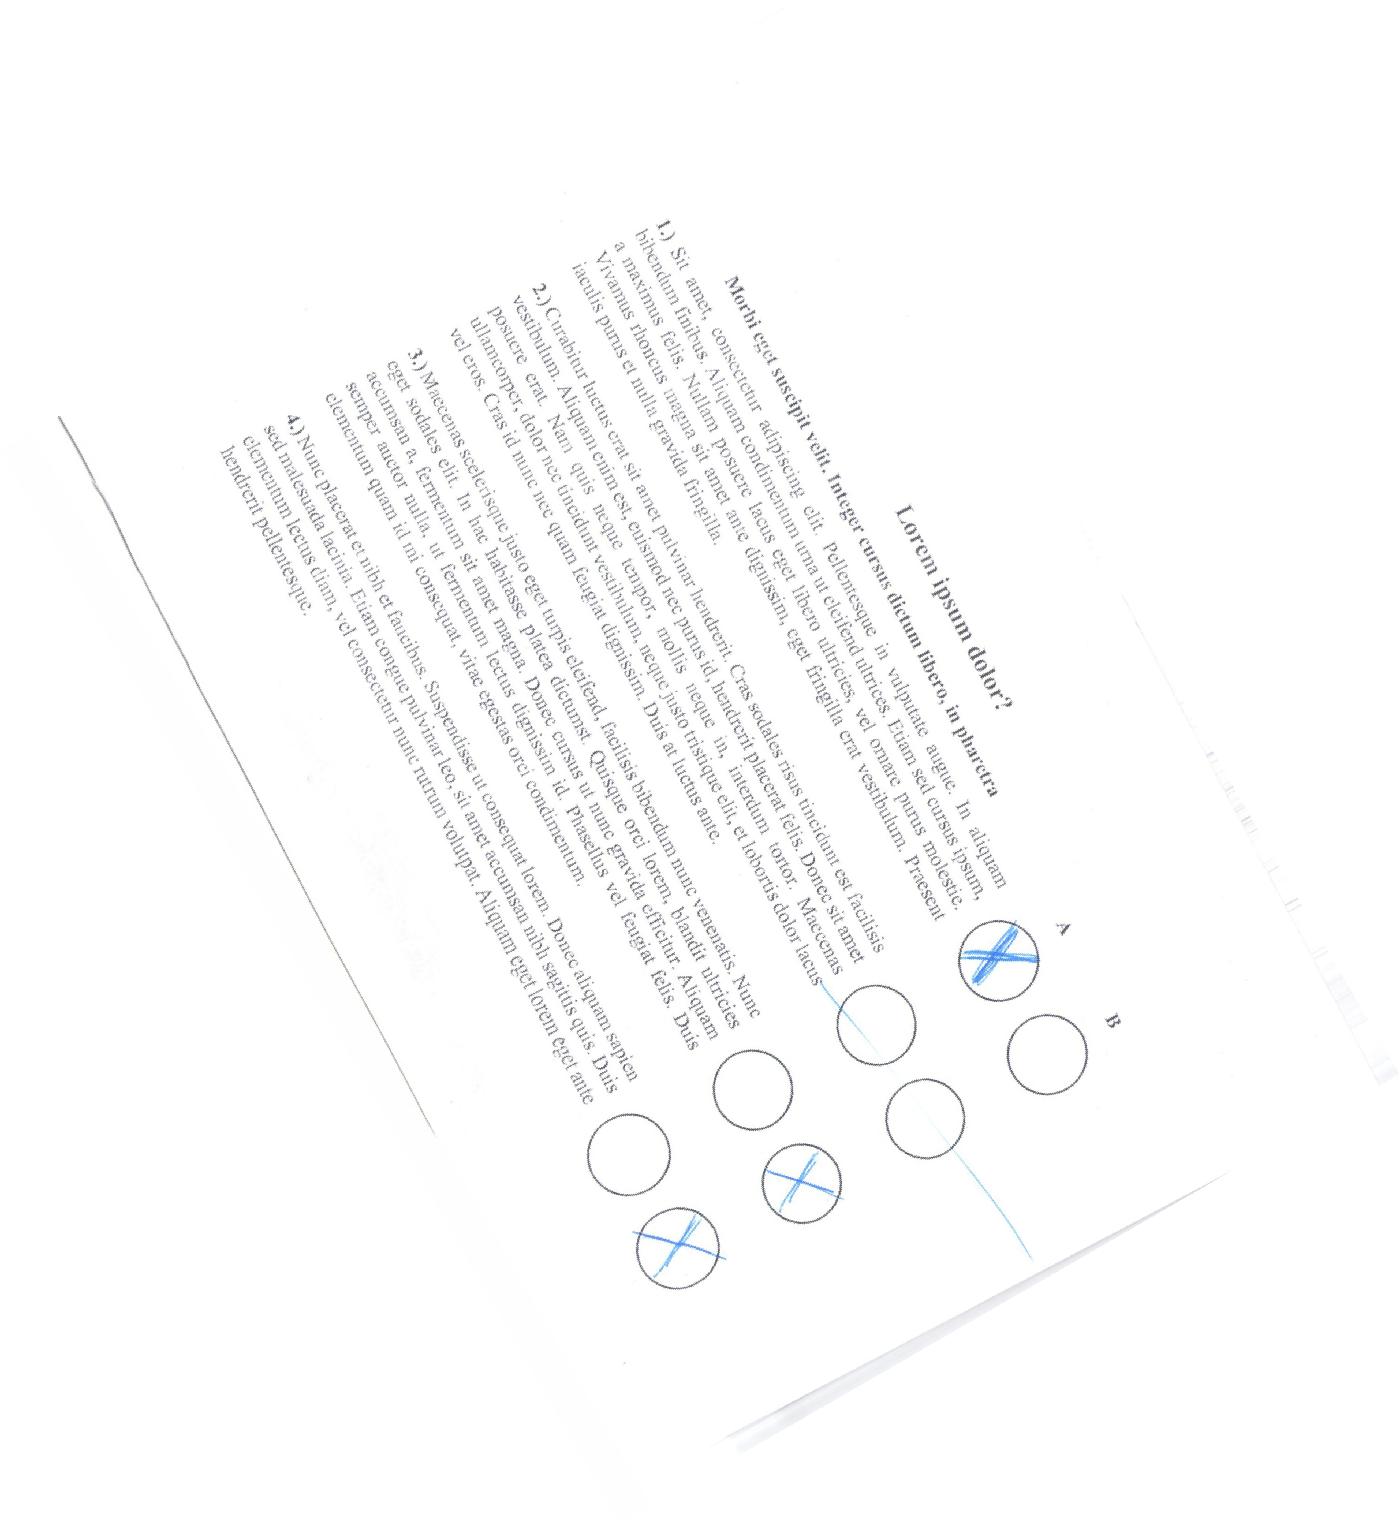 Lorem ipsum dolor?
Morbi eget suscipit velit. Integer cursus dictum libero, in pharetra
A B
1.) Sit amet, consectetur adipiscing elit. Pellentesque in vulputate augue. In aliquam
bibendum finibus. Aliquam condimentum urna ut eleifend ultrices. Etiam sed cursus ipsum,
a maximus felis. Nullam posuere lacus eget libero ultricies, vel ornare purus molestie.
Vivamus rhoncus magna sit amet ante dignissim, eget fringilla erat vestibulum. Praesent
iaculis purus et nulla gravida fringilla.
2.) Curabitur luctus erat sit amet pulvinar hendrerit. Cras sodales risus tincidunt est facilisis
vestibulum. Aliquam enim est, euismod nec purus id, hendrerit placerat felis. Donec sit amet
posuere erat. Nam quis neque tempor, mollis neque in, interdum tortor. Maecenas
ullamcorper, dolor nec tincidunt vestibulum, neque justo tristique elit, et lobortis dolor lacus
vel eros. Cras id nunc nec quam feugiat dignissim. Duis at luctus ante.
3.) Maecenas scelerisque justo eget turpis eleifend, facilisis bibendum nunc venenatis. Nunc
eget sodales elit. In hac habitasse platea dictumst. Quisque orci lorem, blandit ultricies
accumsan a, fermentum sit amet magna. Donec cursus ut nunc gravida efficitur. Aliquam
semper auctor nulla, ut fermentum lectus dignissim id. Phasellus vel feugiat felis. Duis
elementum quam id mi consequat, vitae egestas orci condimentum.
4.) Nunc placerat et nibh et faucibus. Suspendisse ut consequat lorem. Donec aliquam sapien
sed malesuada lacinia. Etiam congue pulvinar leo, sit amet accumsan nibh sagittis quis. Duis
elementum lectus diam, vel consectetur nunc rutrum volutpat. Aliquam eget lorem eget ante
hendrerit pellentesque.